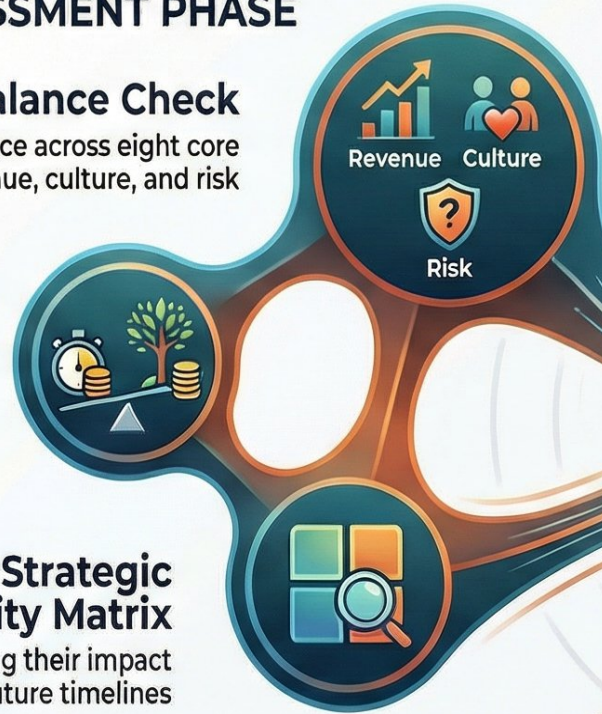 SSMENT PHASE
alance Check
ce across eight core
ue, culture, and risk
Revenue Culture
Risk
Strategic
ity Matrix
g their impact
uture timelines